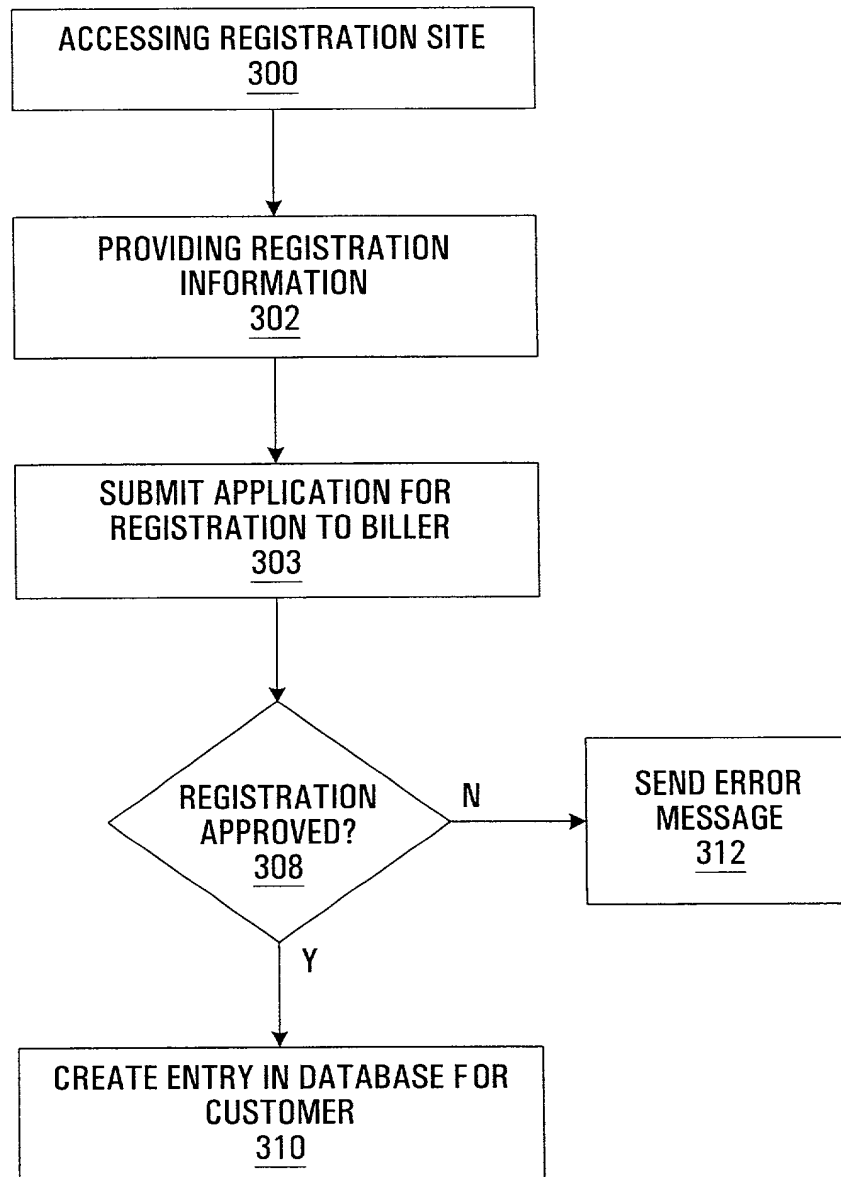 ACCESSING REGISTRATION SITE
300
PROVIDING REGISTRATION
INFORMATION
302
SUBMIT APPLICATION FOR
REGISTRATION TO BILLER
303
REGISTRATION
APPROVED?
308
N
SEND ERROR
MESSAGE
312
Y
CREATE ENTRY IN DATABASE FOR
CUSTOMER
310